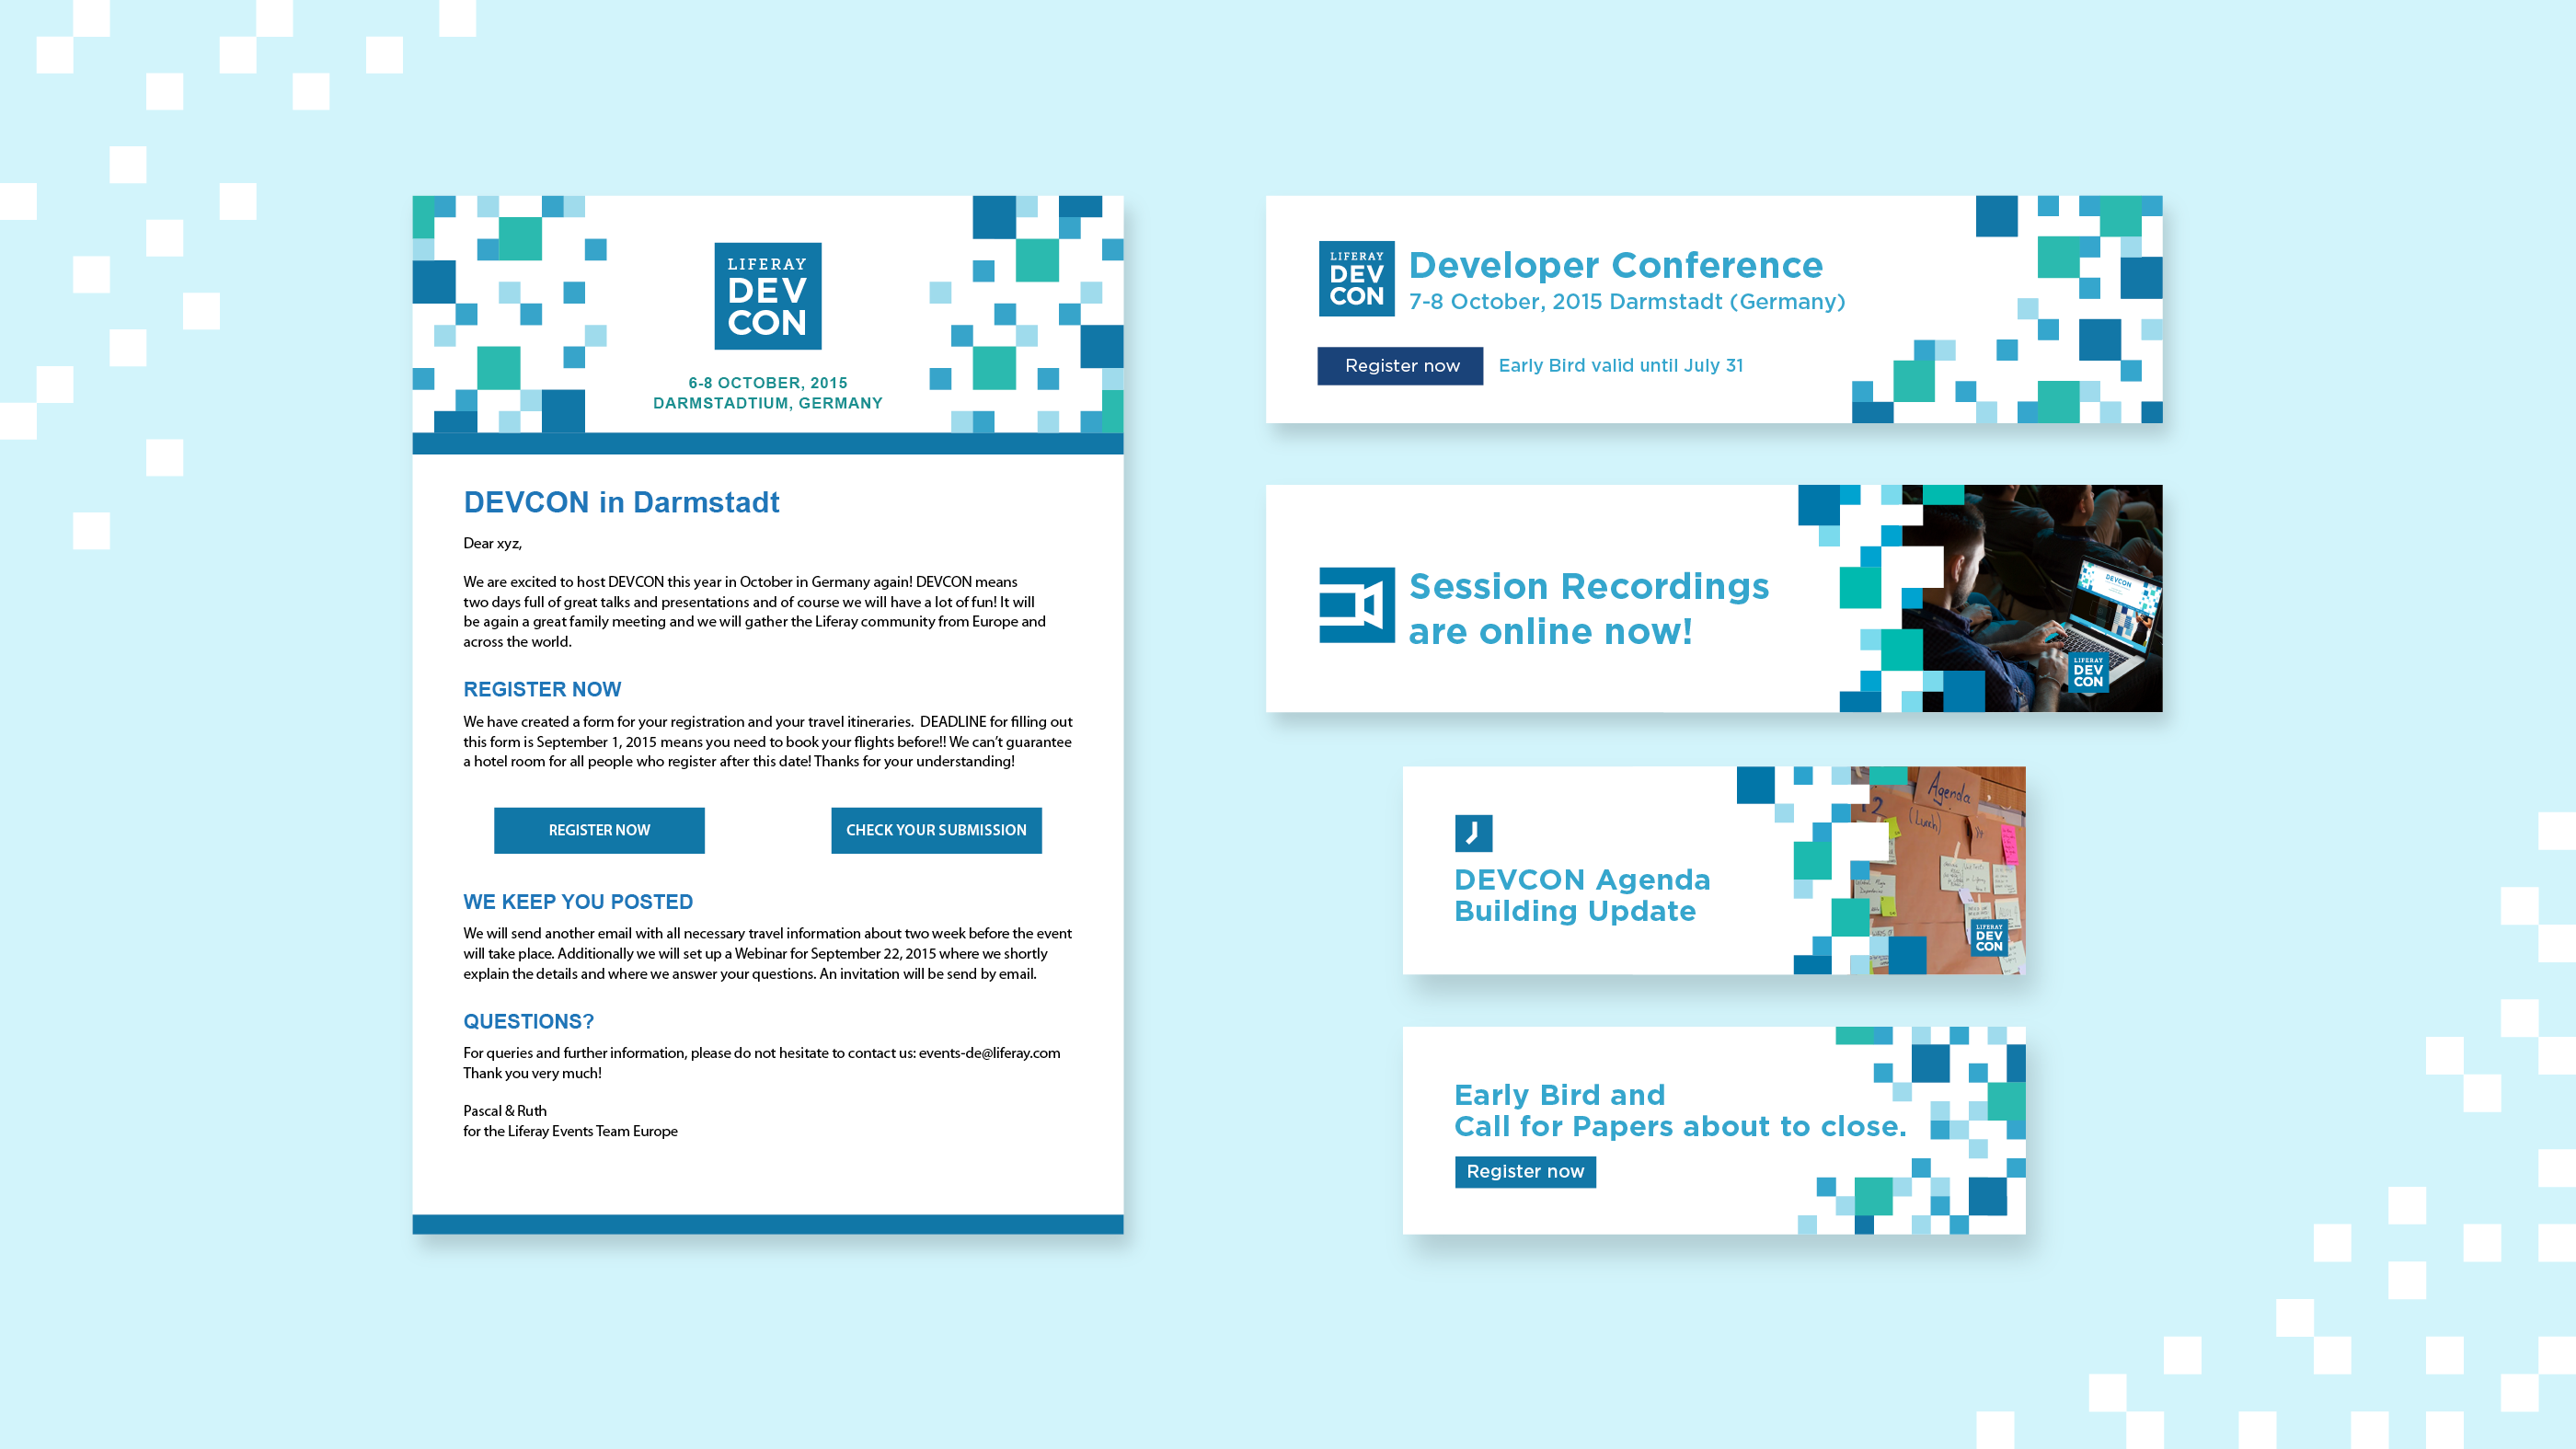 LIFERAY
DEV
CON
6-8 OCTOBER, 2015
DARMSTADTIUM, GERMANY
DEVCON in Darmstadt
Dear xyz,
We are excited to host DEVCON this year in October in Germany again! DEVCON means
two days full of great talks and presentations and of course we will have a lot of fun! It will
be again a great family meeting and we will gather the Liferay community from Europe and
across the world.
REGISTER NOW
We have created a form for your registration and your travel itineraries.  DEADLINE for filling out
this form is September 1, 2015 means you need to book your flights before!! We can't guarantee
a hotel room for all people who register after this date! Thanks for your understanding!
REGISTER NOW
CHECK YOUR SUBMISSION
WE KEEP YOU POSTED
We will send another email with all necessary travel information about two week before the event
will take place. Additionally we will set up a Webinar for September 22, 2015 where we shortly
explain the details and where we answer your questions. An invitation will be send by email.
QUESTIONS?
For queries and further information, please do not hesitate to contact us: events-de@liferay.com
Thank you very much!
Pascal & Ruth
for the Liferay Events Team Europe
LIFERAY
DEV
CON
Developer Conference
7-8 October, 2015 Darmstadt (Germany)
Register now
Early Bird valid until July 31
Session Recordings
are online now!
DEVCON
LIFERAY
DEV
CON
DEVCON Agenda
Building Update
Agenda
2
(Lunch)
LIFERAY
DEV
CON
Early Bird and
Call for Papers about to close.
Register now